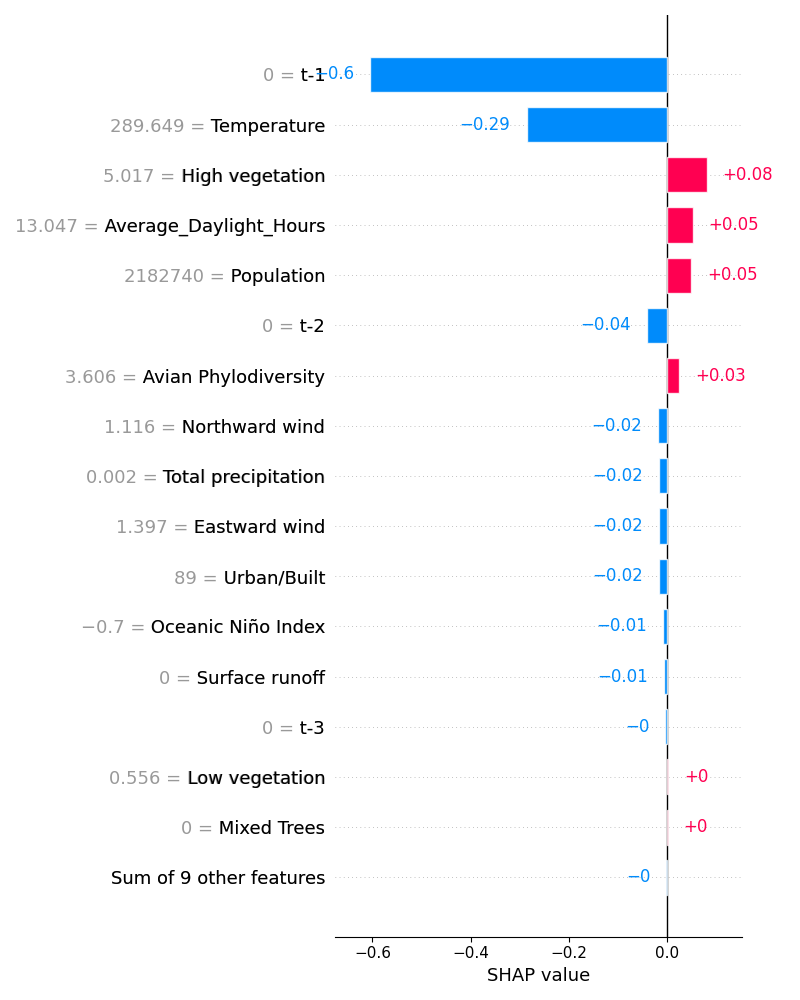 0 = t-1 −0.6
289.649 = Temperature −0.29
5.017 = High vegetation +0.08
13.047 = Average_Daylight_Hours +0.05
2182740 = Population +0.05
0 = t-2 −0.04
3.606 = Avian Phylodiversity +0.03
1.116 = Northward wind −0.02
0.002 = Total precipitation −0.02
1.397 = Eastward wind −0.02
89 = Urban/Built −0.02
−0.7 = Oceanic Niño Index −0.01
0 = Surface runoff −0.01
0 = t-3 −0
0.556 = Low vegetation +0
0 = Mixed Trees +0
Sum of 9 other features −0
−0.6 −0.4 −0.2 0.0
SHAP value